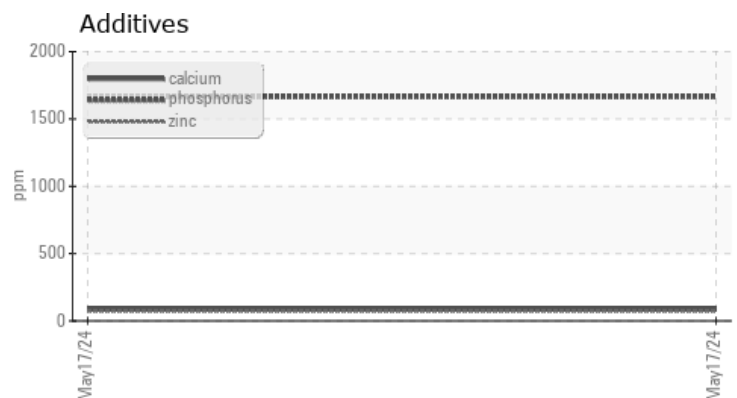 Additives
2000
calcium
phosphorus
1500
zinc
1000
ppm
500
0
May17/24
May17/24